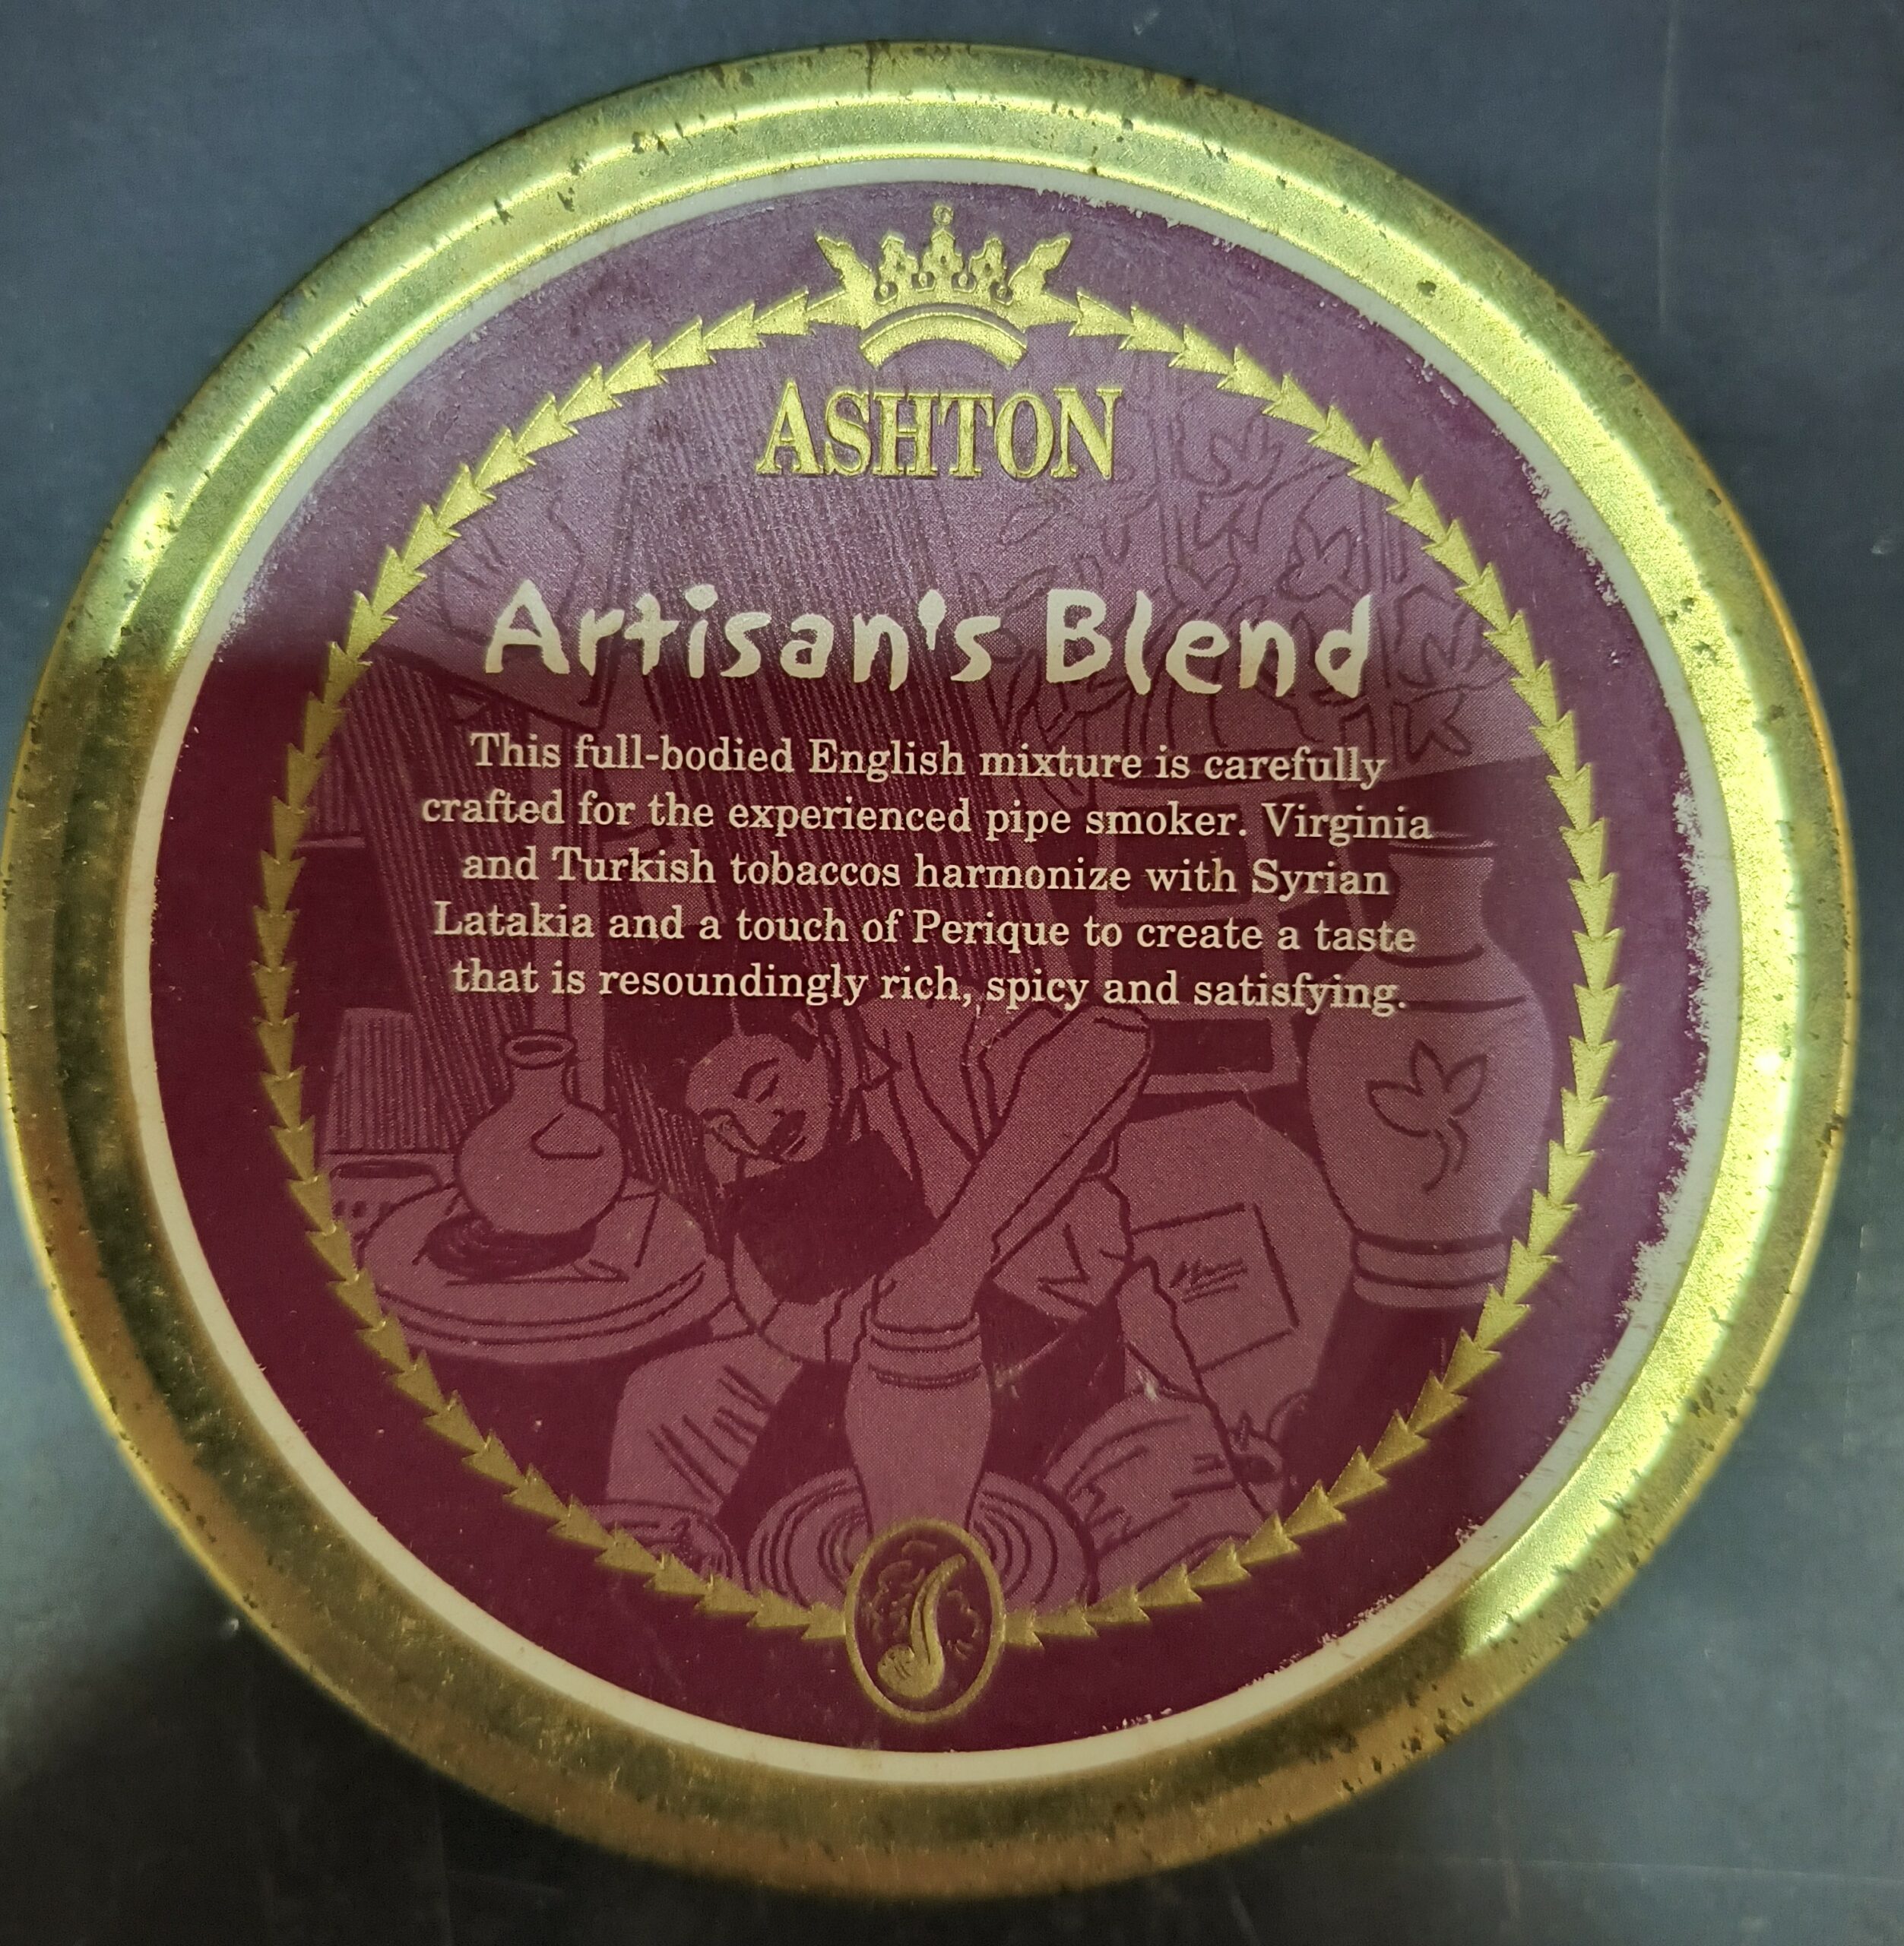 ASHTON
Artisan's Blend
This full-bodied English mixture is carefully
crafted for the experienced pipe smoker. Virginia
and Turkish tobaccos harmonize with Syrian
Latakia and a touch of Perique to create a taste
that is resoundingly rich, spicy and satisfying.